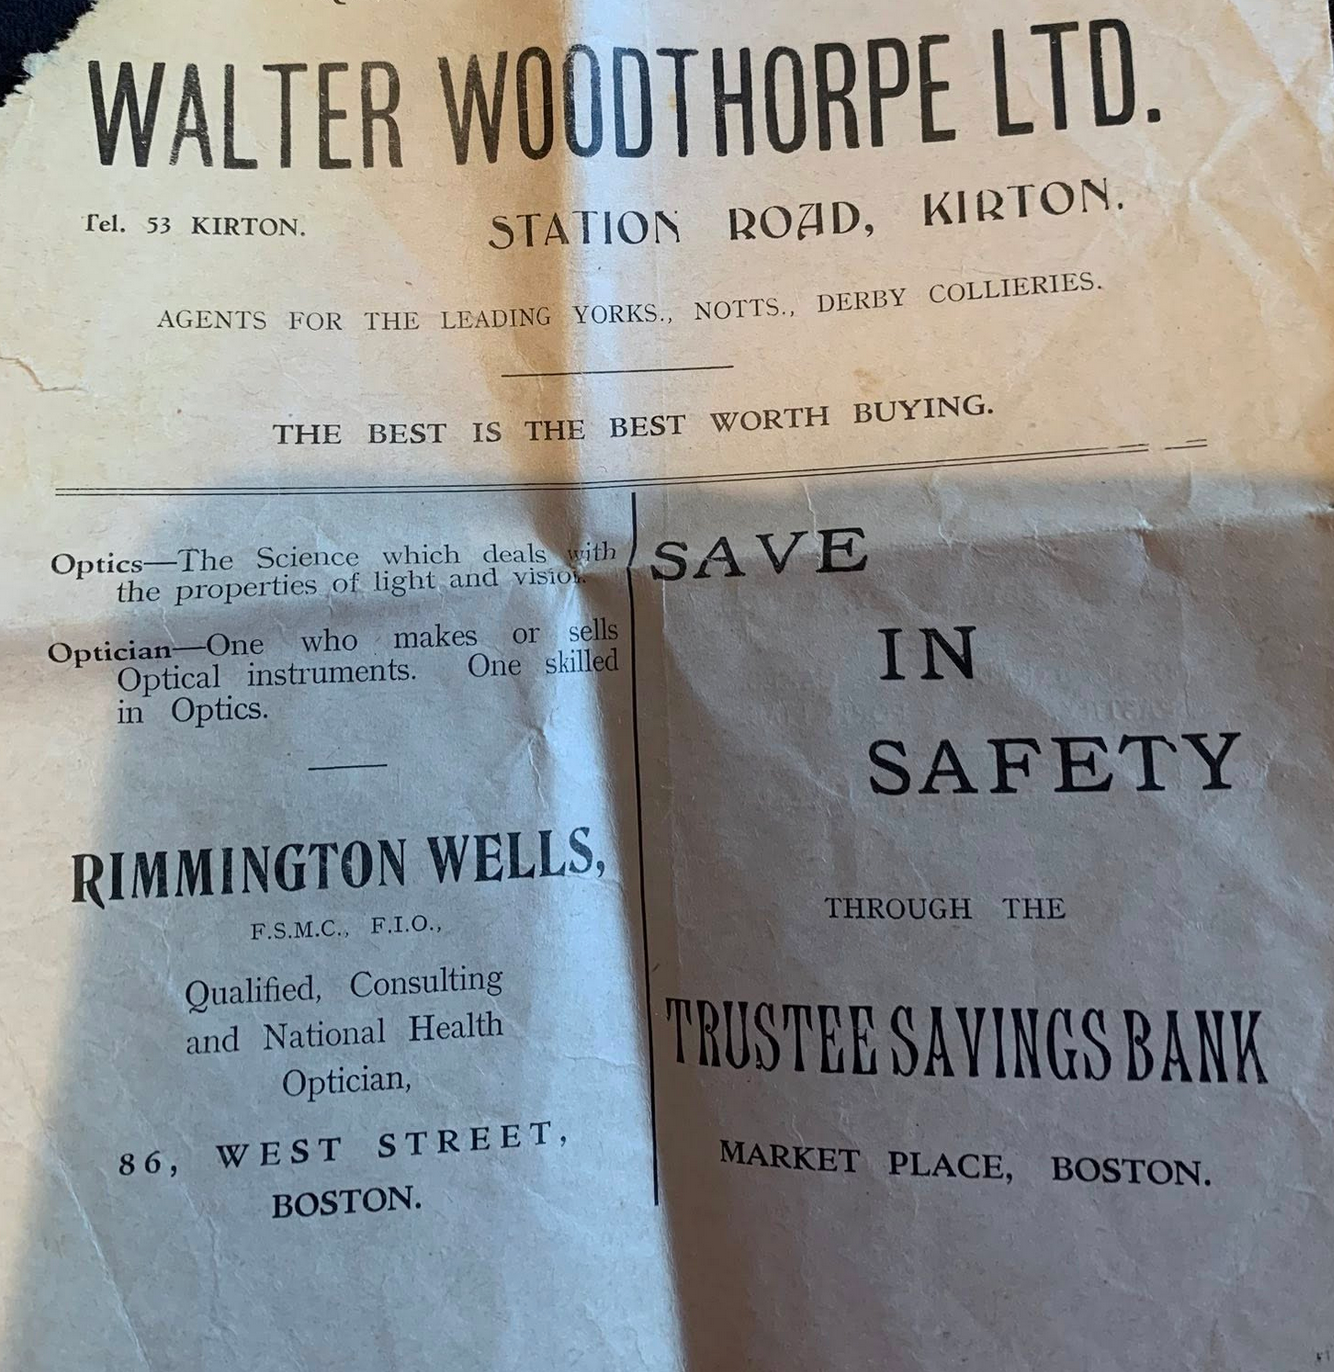 WALTER WOODTHORPE LTD.
Tel. 53 KIRTON. STATION ROAD, KIRTON.
AGENTS FOR THE LEADING YORKS., NOTTS., DERBY COLLIERIES.
THE BEST IS THE BEST WORTH BUYING.
Optics—The Science which deals with
the properties of light and vision.
Optician—One who makes or sells
Optical instruments. One skilled
in Optics.
RIMMINGTON WELLS,
F.S.M.C., F.I.O.,
Qualified, Consulting
and National Health
Optician,
86, WEST STREET,
BOSTON.
SAVE
IN
SAFETY
THROUGH THE
TRUSTEE SAVINGS BANK
MARKET PLACE, BOSTON.